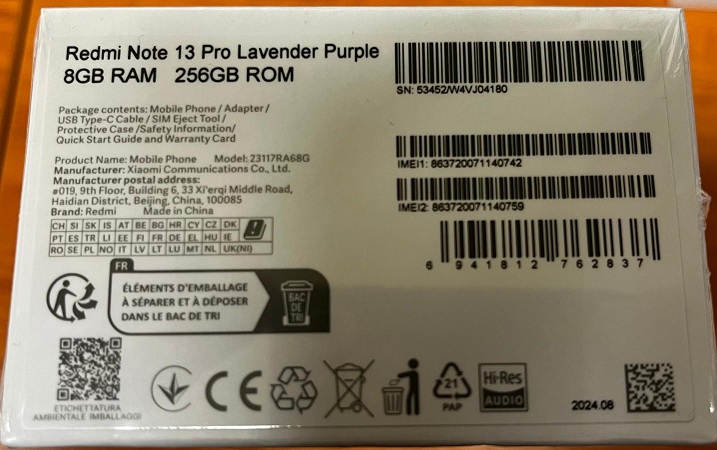 Redmi Note 13 Pro Lavender Purple
8GB RAM 256GB ROM
SN: 53452/W4VJ04180
Package contents: Mobile Phone / Adapter /
USB Type-C Cable / SIM Eject Tool /
Protective Case /Safety Information/
Quick Start Guide and Warranty Card
IMEI1: 863720071140742
Product Name: Mobile Phone Model: 23117RA68G
Manufacturer: Xiaomi Communications Co., Ltd.
Manufacturer postal address:
#019, 9th Floor, Building 6, 33 Xi'erqi Middle Road,
Haidian District, Beijing, China, 100085
Brand: Redmi Made in China
IMEI2: 863720071140759
CH SI SK IS AT BE BG HR CY CZ DK
PT ES TR LI EE FI FR DE EL HU IE
RO SE PL NO IT LV LT LU MT NL UK(NI)
6 941812 762837
FR
ÉLÉMENTS D'EMBALLAGE
À SÉPARER ET À DÉPOSER
DANS LE BAC DE TRI
BAC
DE
TRI
ETICHETTATURA
AMBIENTALE IMBALLAGGI
CE
21
PAP
Hi-Res
AUDIO
2024.08